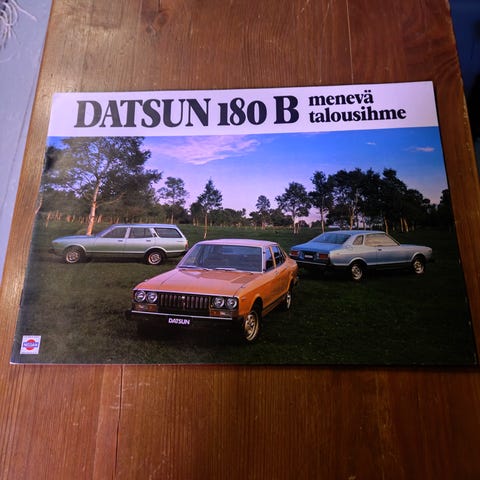 DATSUN 180 B
menevä
talousihme
DATSUN